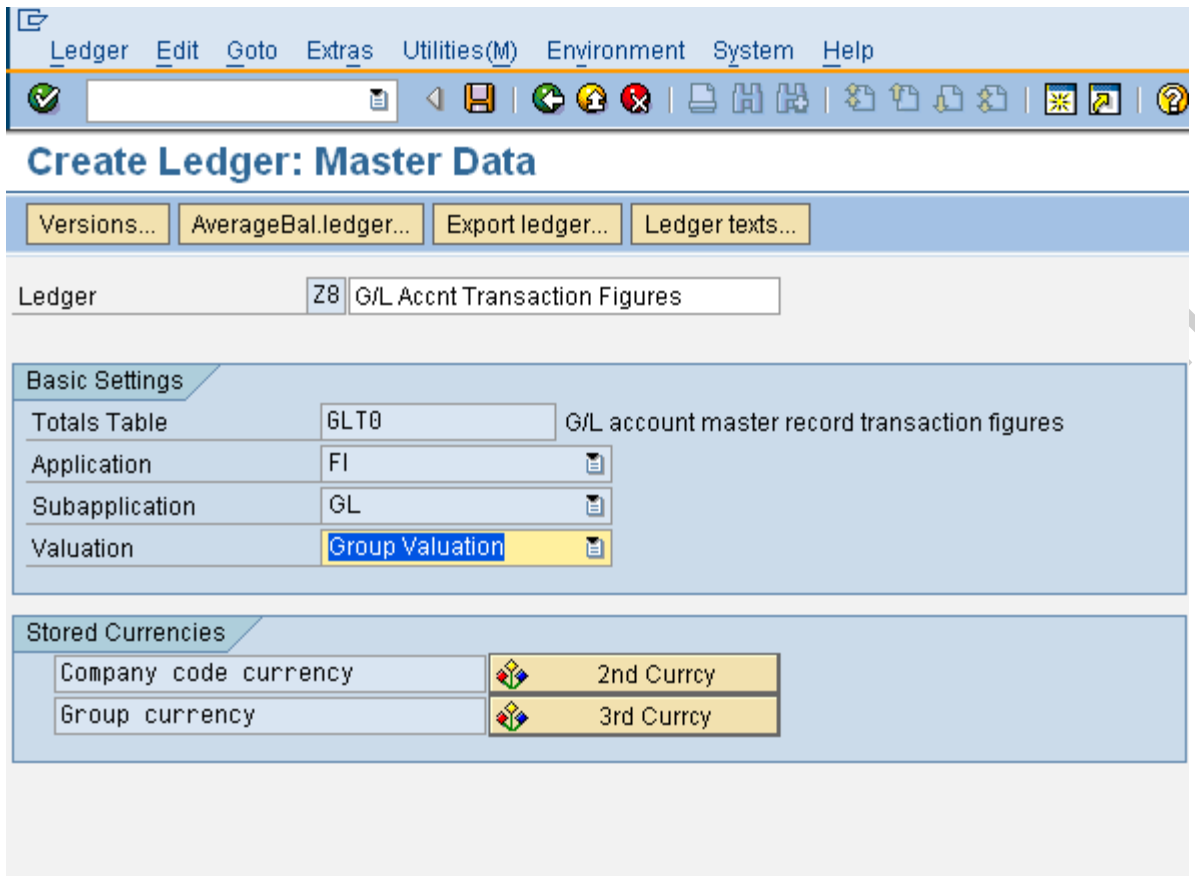 Ledger Edit Goto Extras Utilities(M) Environment System Help
Create Ledger: Master Data
Versions... AverageBal.ledger... Export ledger... Ledger texts...
Ledger Z8 G/L Accnt Transaction Figures
Basic Settings
Totals Table GLT0 G/L account master record transaction figures
Application FI
Subapplication GL
Valuation Group Valuation
Stored Currencies
Company code currency 2nd Currcy
Group currency 3rd Currcy